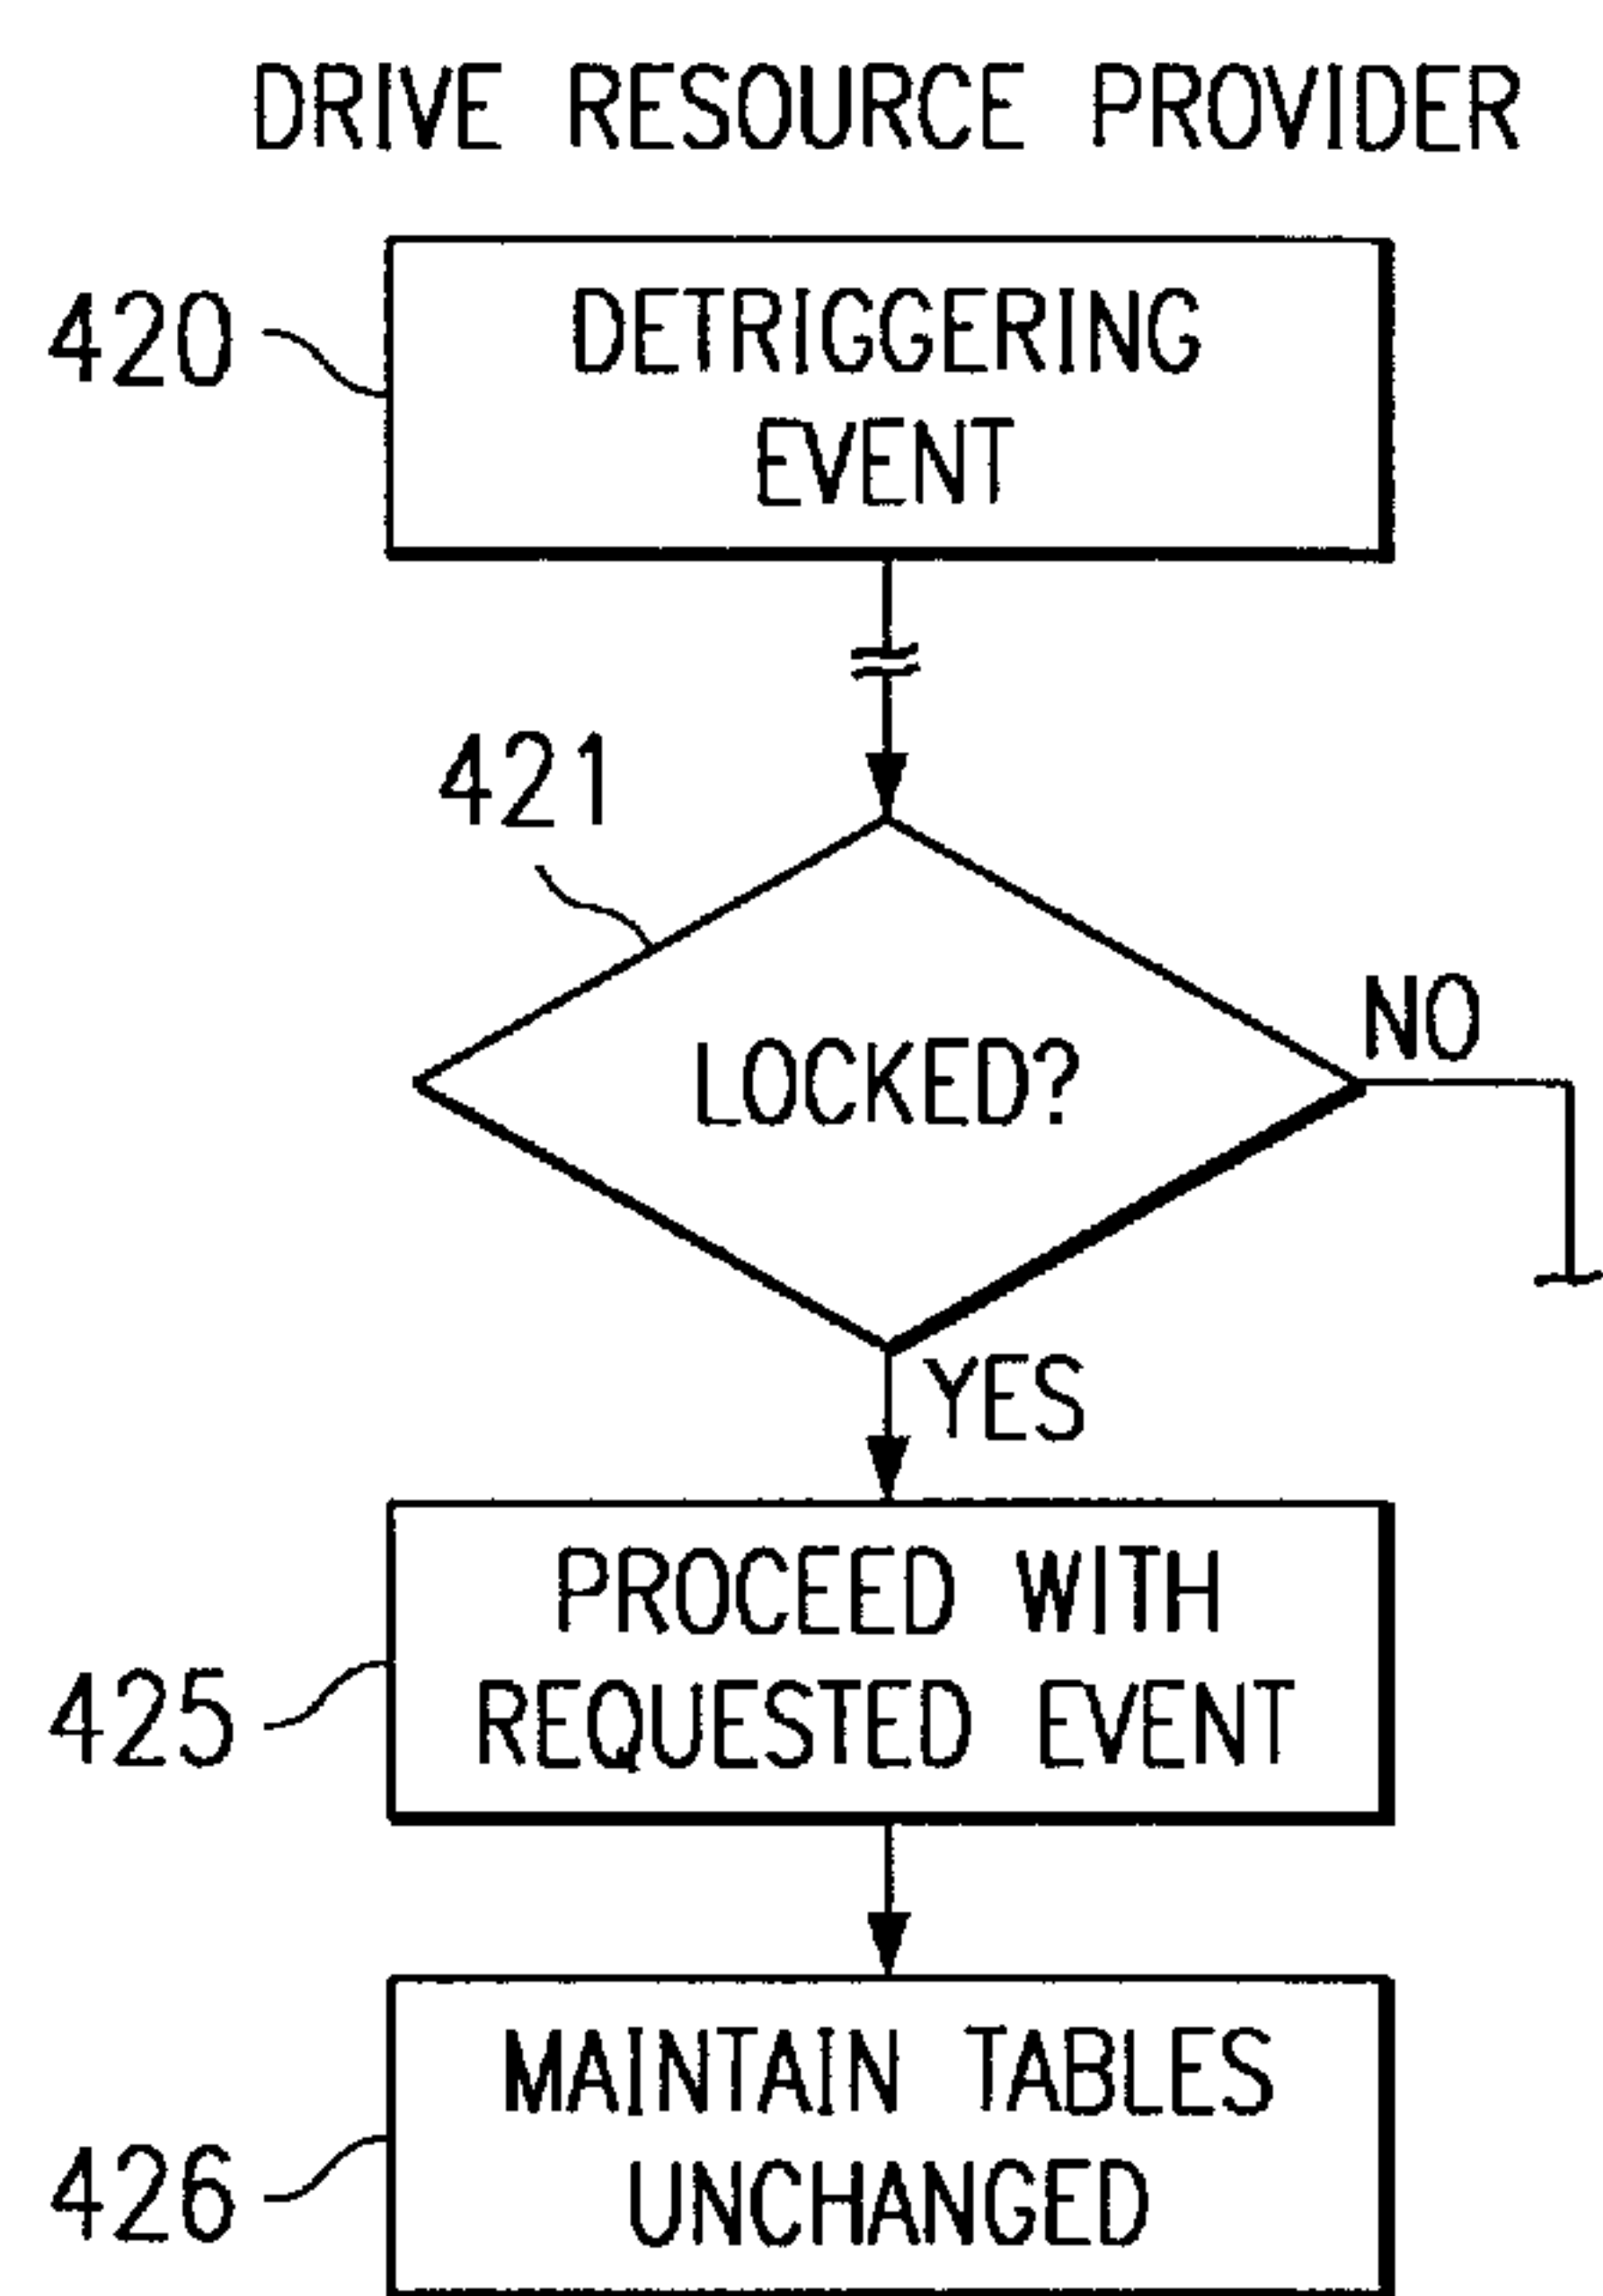 DRIVE RESOURCE PROVIDER
420
DETRIGGERING
EVENT
421
LOCKED?
NO
YES
425
PROCEED WITH
REQUESTED EVENT
426
MAINTAIN TABLES
UNCHANGED